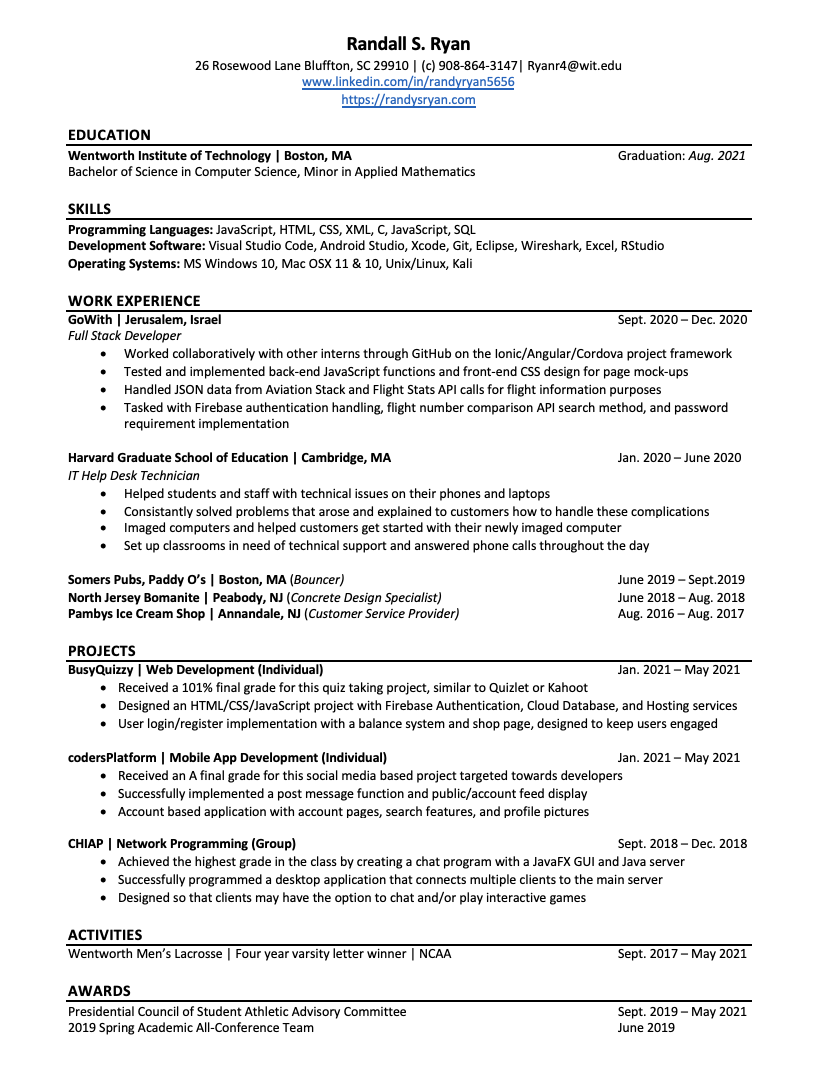 Randall S. Ryan
26 Rosewood Lane Bluffton, SC 29910 | (c) 908-864-3147| Ryanr4@wit.edu
www.linkedin.com/in/randyryan5656
https://randysryan.com
EDUCATION
Wentworth Institute of Technology | Boston, MA Graduation: Aug. 2021
Bachelor of Science in Computer Science, Minor in Applied Mathematics
SKILLS
Programming Languages: JavaScript, HTML, CSS, XML, C, JavaScript, SQL
Development Software: Visual Studio Code, Android Studio, Xcode, Git, Eclipse, Wireshark, Excel, RStudio
Operating Systems: MS Windows 10, Mac OSX 11 & 10, Unix/Linux, Kali
WORK EXPERIENCE
GoWith | Jerusalem, Israel Sept. 2020 – Dec. 2020
Full Stack Developer
• Worked collaboratively with other interns through GitHub on the Ionic/Angular/Cordova project framework
• Tested and implemented back-end JavaScript functions and front-end CSS design for page mock-ups
• Handled JSON data from Aviation Stack and Flight Stats API calls for flight information purposes
• Tasked with Firebase authentication handling, flight number comparison API search method, and password
requirement implementation
Harvard Graduate School of Education | Cambridge, MA Jan. 2020 – June 2020
IT Help Desk Technician
• Helped students and staff with technical issues on their phones and laptops
• Consistently solved problems that arose and explained to customers how to handle these complications
• Imaged computers and helped customers get started with their newly imaged computer
• Set up classrooms in need of technical support and answered phone calls throughout the day
Somers Pubs, Paddy O's | Boston, MA (Bouncer) June 2019 – Sept.2019
North Jersey Bomanite | Peabody, NJ (Concrete Design Specialist) June 2018 – Aug. 2018
Pambys Ice Cream Shop | Annandale, NJ (Customer Service Provider) Aug. 2016 – Aug. 2017
PROJECTS
BusyQuizzy | Web Development (Individual) Jan. 2021 – May 2021
• Received a 101% final grade for this quiz taking project, similar to Quizlet or Kahoot
• Designed an HTML/CSS/JavaScript project with Firebase Authentication, Cloud Database, and Hosting services
• User login/register implementation with a balance system and shop page, designed to keep users engaged
codersPlatform | Mobile App Development (Individual) Jan. 2021 – May 2021
• Received an A final grade for this social media based project targeted towards developers
• Successfully implemented a post message function and public/account feed display
• Account based application with account pages, search features, and profile pictures
CHIAP | Network Programming (Group) Sept. 2018 – Dec. 2018
• Achieved the highest grade in the class by creating a chat program with a JavaFX GUI and Java server
• Successfully programmed a desktop application that connects multiple clients to the main server
• Designed so that clients may have the option to chat and/or play interactive games
ACTIVITIES
Wentworth Men's Lacrosse | Four year varsity letter winner | NCAA Sept. 2017 – May 2021
AWARDS
Presidential Council of Student Athletic Advisory Committee Sept. 2019 – May 2021
2019 Spring Academic All-Conference Team June 2019